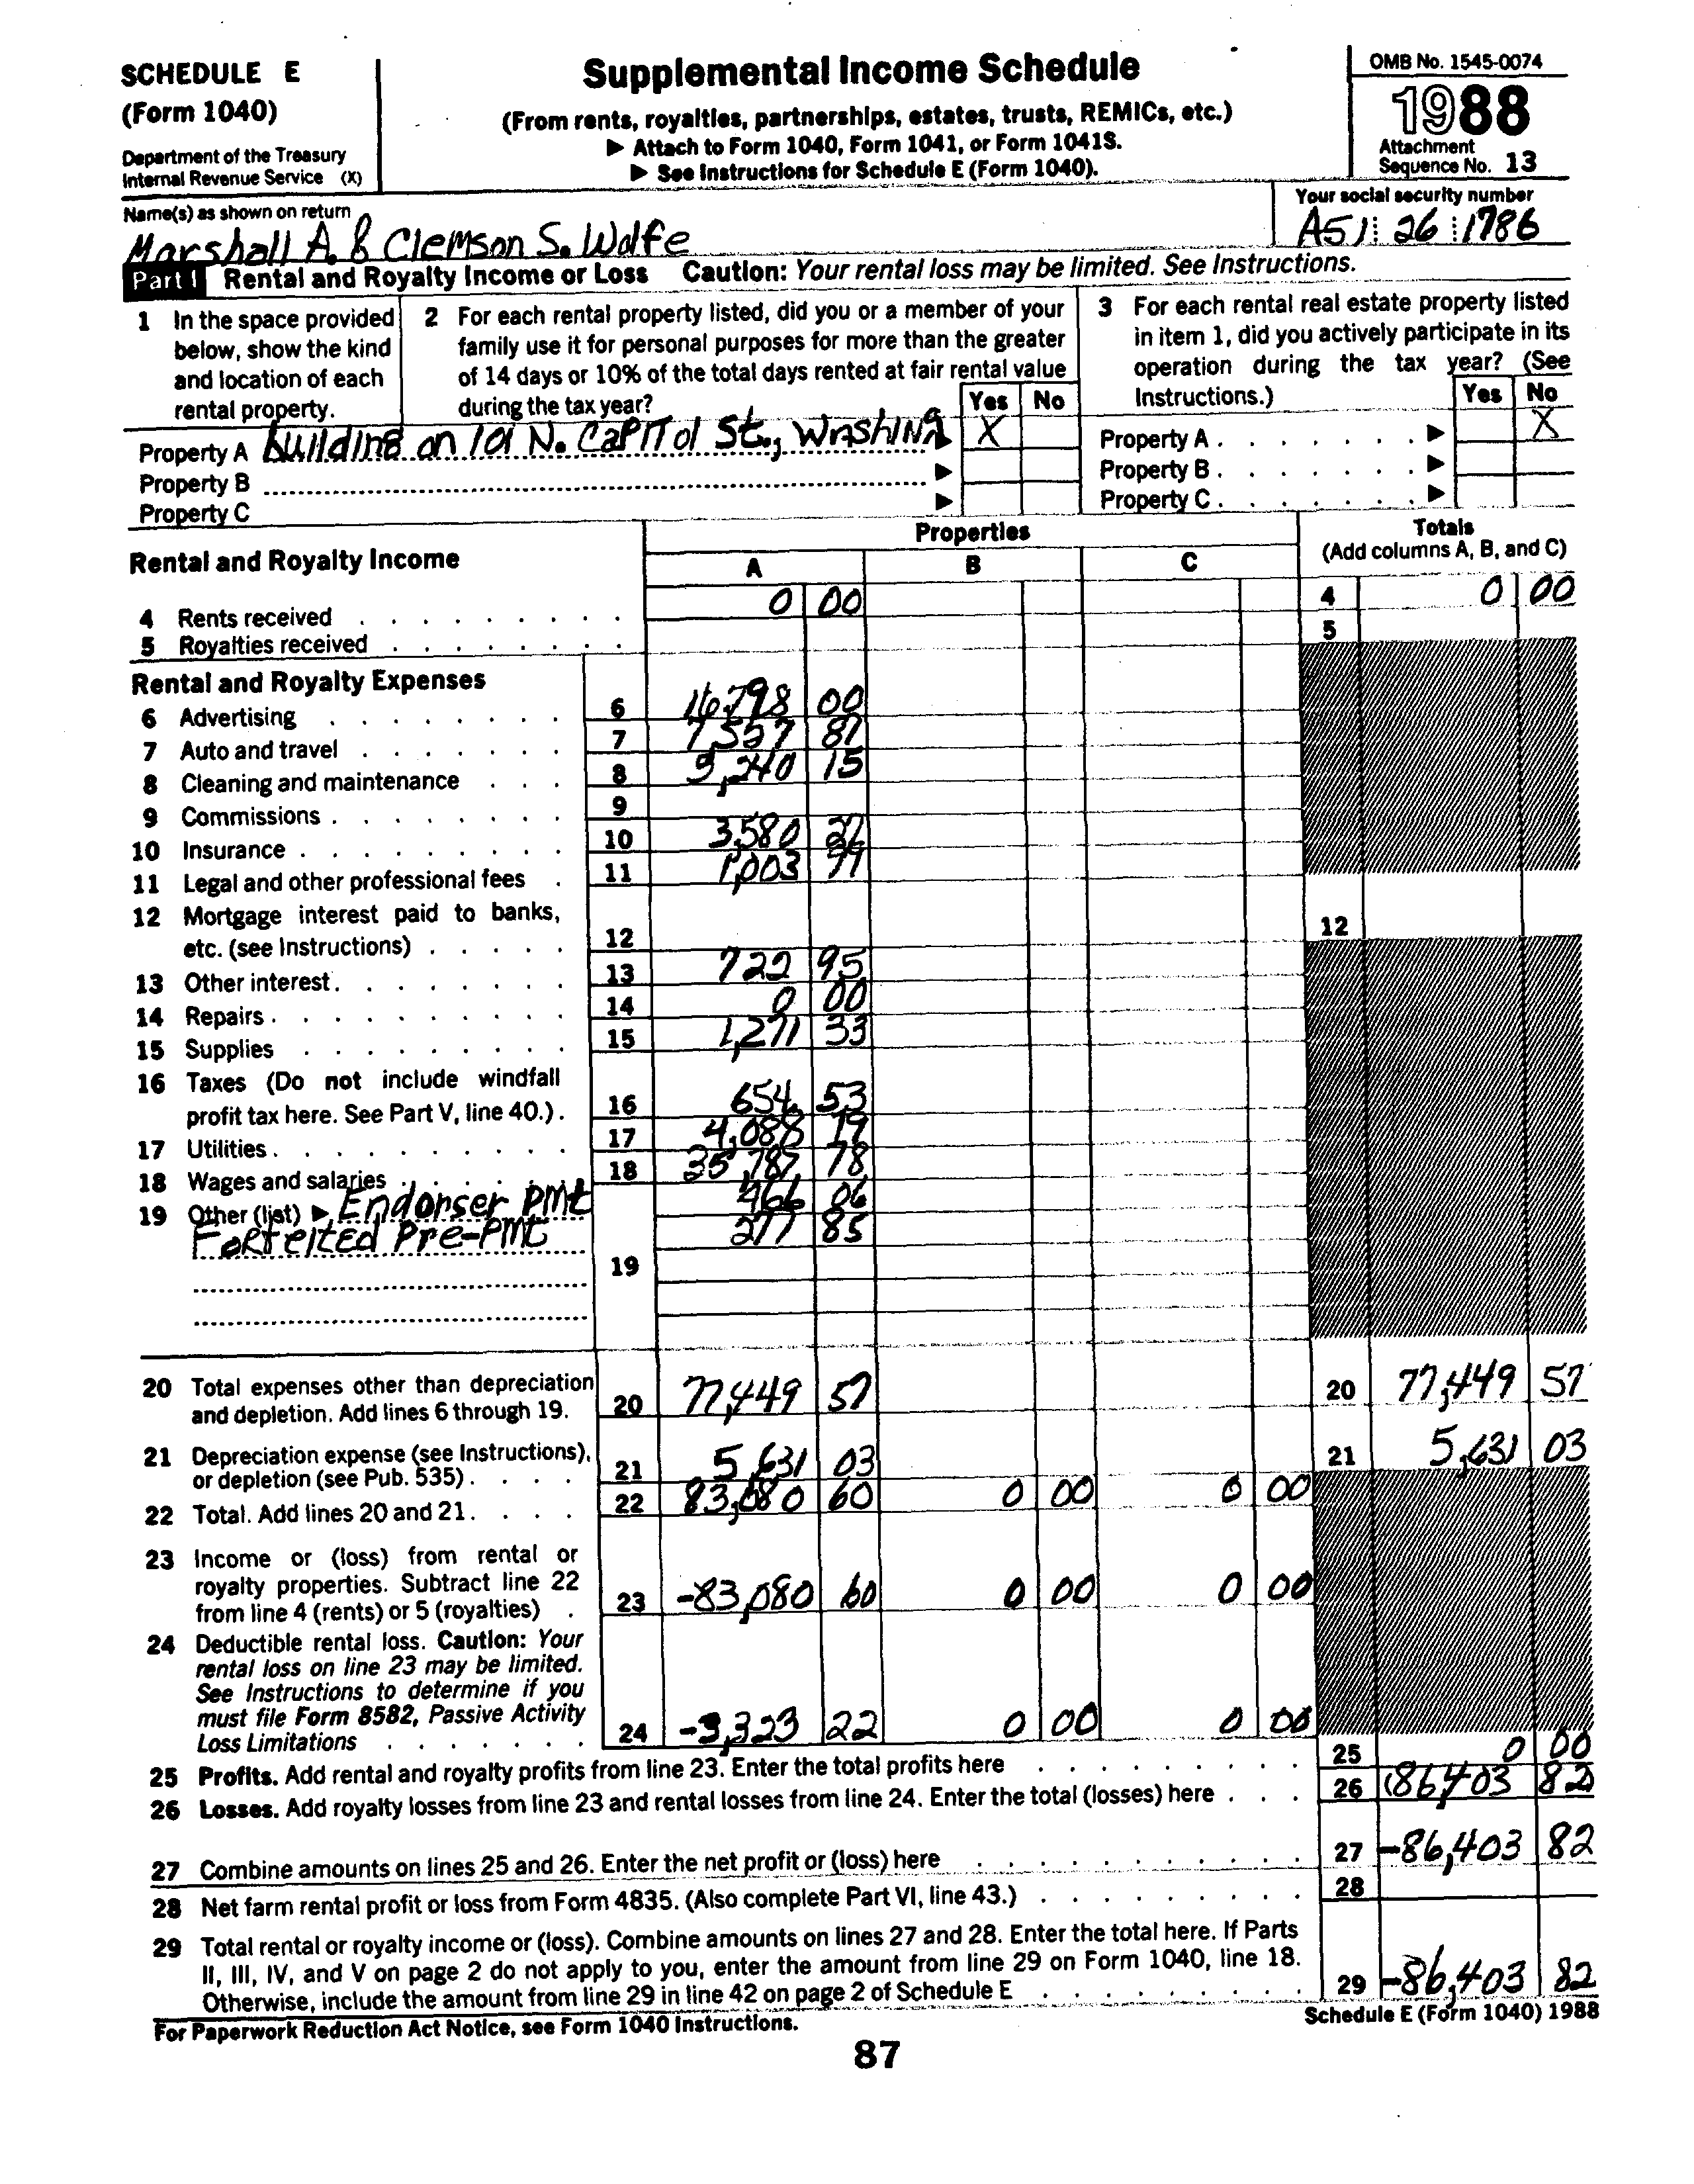 SCHEDULE E
(Form 1040)
Department of the Treasury
Internal Revenue Service (X)
Supplemental Income Schedule
(From rents, royalties, partnerships, estates, trusts, REMICs, etc.)
▶ Attach to Form 1040, Form 1041, or Form 1041S.
▶ See Instructions for Schedule E (Form 1040).
OMB No. 1545-0074
1988
Attachment
Sequence No. 13
Name(s) as shown on return
Marshall A. & Clemson S. Wolfe
Your social security number
A51 26 1786
Part I Rental and Royalty Income or Loss Caution: Your rental loss may be limited. See Instructions.
1 In the space provided
below, show the kind
and location of each
rental property.
2 For each rental property listed, did you or a member of your
family use it for personal purposes for more than the greater
of 14 days or 10% of the total days rented at fair rental value
during the tax year?
Yes No
3 For each rental real estate property listed
in item 1, did you actively participate in its
operation during the tax year? (See
Instructions.)
Yes No
Property A building on 101 N. CaPITol St., WashINg ▶ X
Property B ▶
Property C ▶
Property A ▶ X
Property B ▶
Property C ▶
Rental and Royalty Income
Properties
A B C
Totals
(Add columns A, B, and C)
4 Rents received 0 00 4 0 00
5 Royalties received 5
Rental and Royalty Expenses
6 Advertising 6 16,798 00
7 Auto and travel 7 7,557 87
8 Cleaning and maintenance 8 5,240 15
9 Commissions 9
10 Insurance 10 3,580
11 Legal and other professional fees 11 1,003
12 Mortgage interest paid to banks,
etc. (see Instructions) 12 12
13 Other interest 13 722 95
14 Repairs 14 0 00
15 Supplies 15 1,271 33
16 Taxes (Do not include windfall
profit tax here. See Part V, line 40.) 16 654 53
17 Utilities 17 4,088 19
18 Wages and salaries 18 35,787 78
19 Other (list) ▶ Endorser PMt 466 06
Forfeited Pre-PMt 277 85
19
20 Total expenses other than depreciation
and depletion. Add lines 6 through 19. 20 77,449 57 20 77,449 57
21 Depreciation expense (see Instructions),
or depletion (see Pub. 535) 21 5,631 03 21 5,631 03
22 Total. Add lines 20 and 21. 22 83,080 60 0 00 0 00
23 Income or (loss) from rental or
royalty properties. Subtract line 22
from line 4 (rents) or 5 (royalties) 23 -83,080 60 0 00 0 00
24 Deductible rental loss. Caution: Your
rental loss on line 23 may be limited.
See Instructions to determine if you
must file Form 8582, Passive Activity
Loss Limitations 24 -3,323 22 0 00 0 00
25 Profits. Add rental and royalty profits from line 23. Enter the total profits here 25 0 00
26 Losses. Add royalty losses from line 23 and rental losses from line 24. Enter the total (losses) here 26 (86,403 82
27 Combine amounts on lines 25 and 26. Enter the net profit or (loss) here 27 -86,403 82
28 Net farm rental profit or loss from Form 4835. (Also complete Part VI, line 43.) 28
29 Total rental or royalty income or (loss). Combine amounts on lines 27 and 28. Enter the total here. If Parts
II, III, IV, and V on page 2 do not apply to you, enter the amount from line 29 on Form 1040, line 18.
Otherwise, include the amount from line 29 in line 42 on page 2 of Schedule E 29 -86,403 82
For Paperwork Reduction Act Notice, see Form 1040 Instructions.
Schedule E (Form 1040) 1988
87